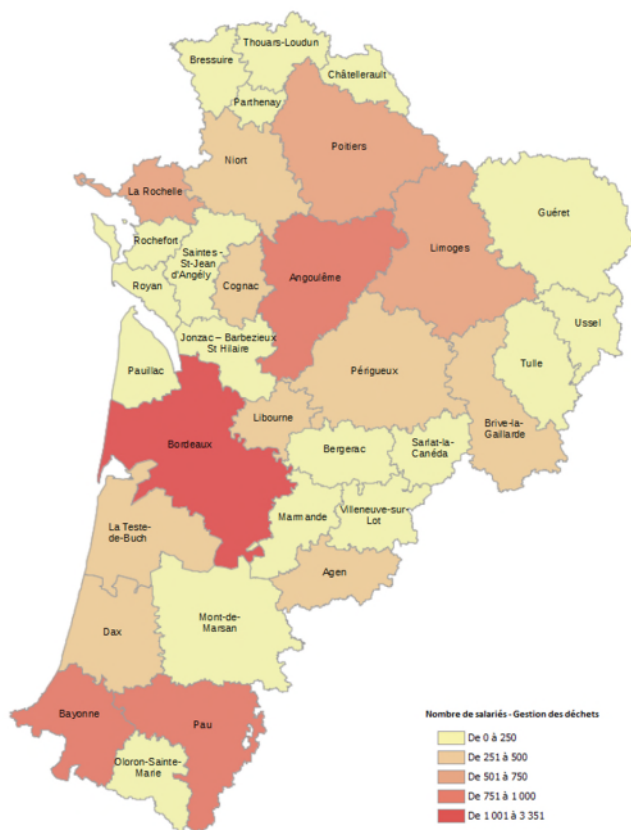 Thouars-Loudun
Bressuire
Châtellerault
Parthenay
Poitiers
Niort
La Rochelle
Guéret
Rochefort
Saintes -
St-Jean
d'Angély
Limoges
Angoulême
Royan
Cognac
Ussel
Jonzac – Barbezieux
St Hilaire
Tulle
Pauillac
Périgueux
Libourne
Brive-la-
Gaillarde
Bordeaux
Bergerac
Sarlat-la-
Canéda
Marmande
Villeneuve-sur-
Lot
La Teste-
de-Buch
Agen
Mont-de-
Marsan
Dax
Bayonne
Pau
Oloron-Sainte-
Marie
Nombre de salariés - Gestion des déchets
De 0 à 250
De 251 à 500
De 501 à 750
De 751 à 1 000
De 1 001 à 3 351